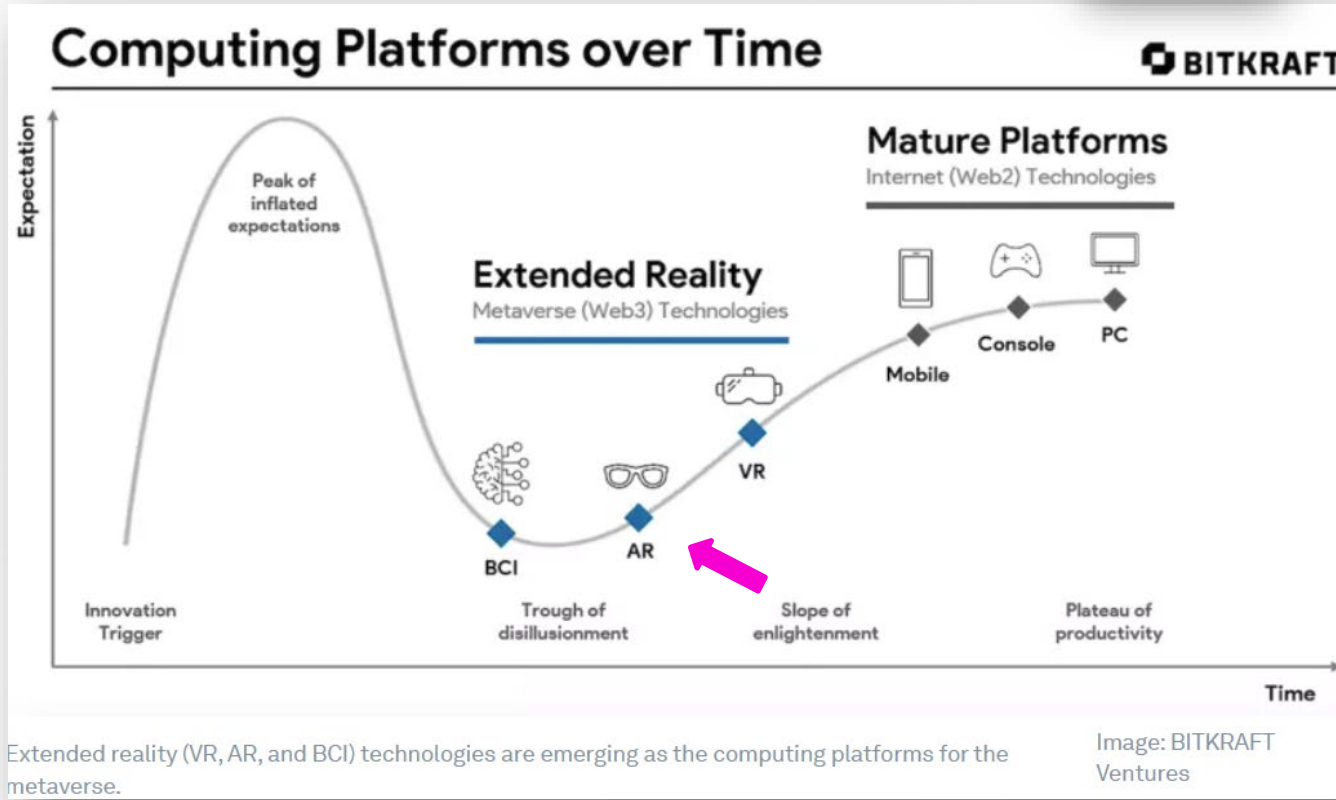 Computing Platforms over Time
BITKRAFT
Expectation
Peak of
inflated
expectations
Mature Platforms
Internet (Web2) Technologies
Extended Reality
Metaverse (Web3) Technologies
Mobile
Console
PC
VR
AR
BCI
Innovation
Trigger
Trough of
disillusionment
Slope of
enlightenment
Plateau of
productivity
Time
Extended reality (VR, AR, and BCI) technologies are emerging as the computing platforms for the
metaverse.
Image: BITKRAFT
Ventures